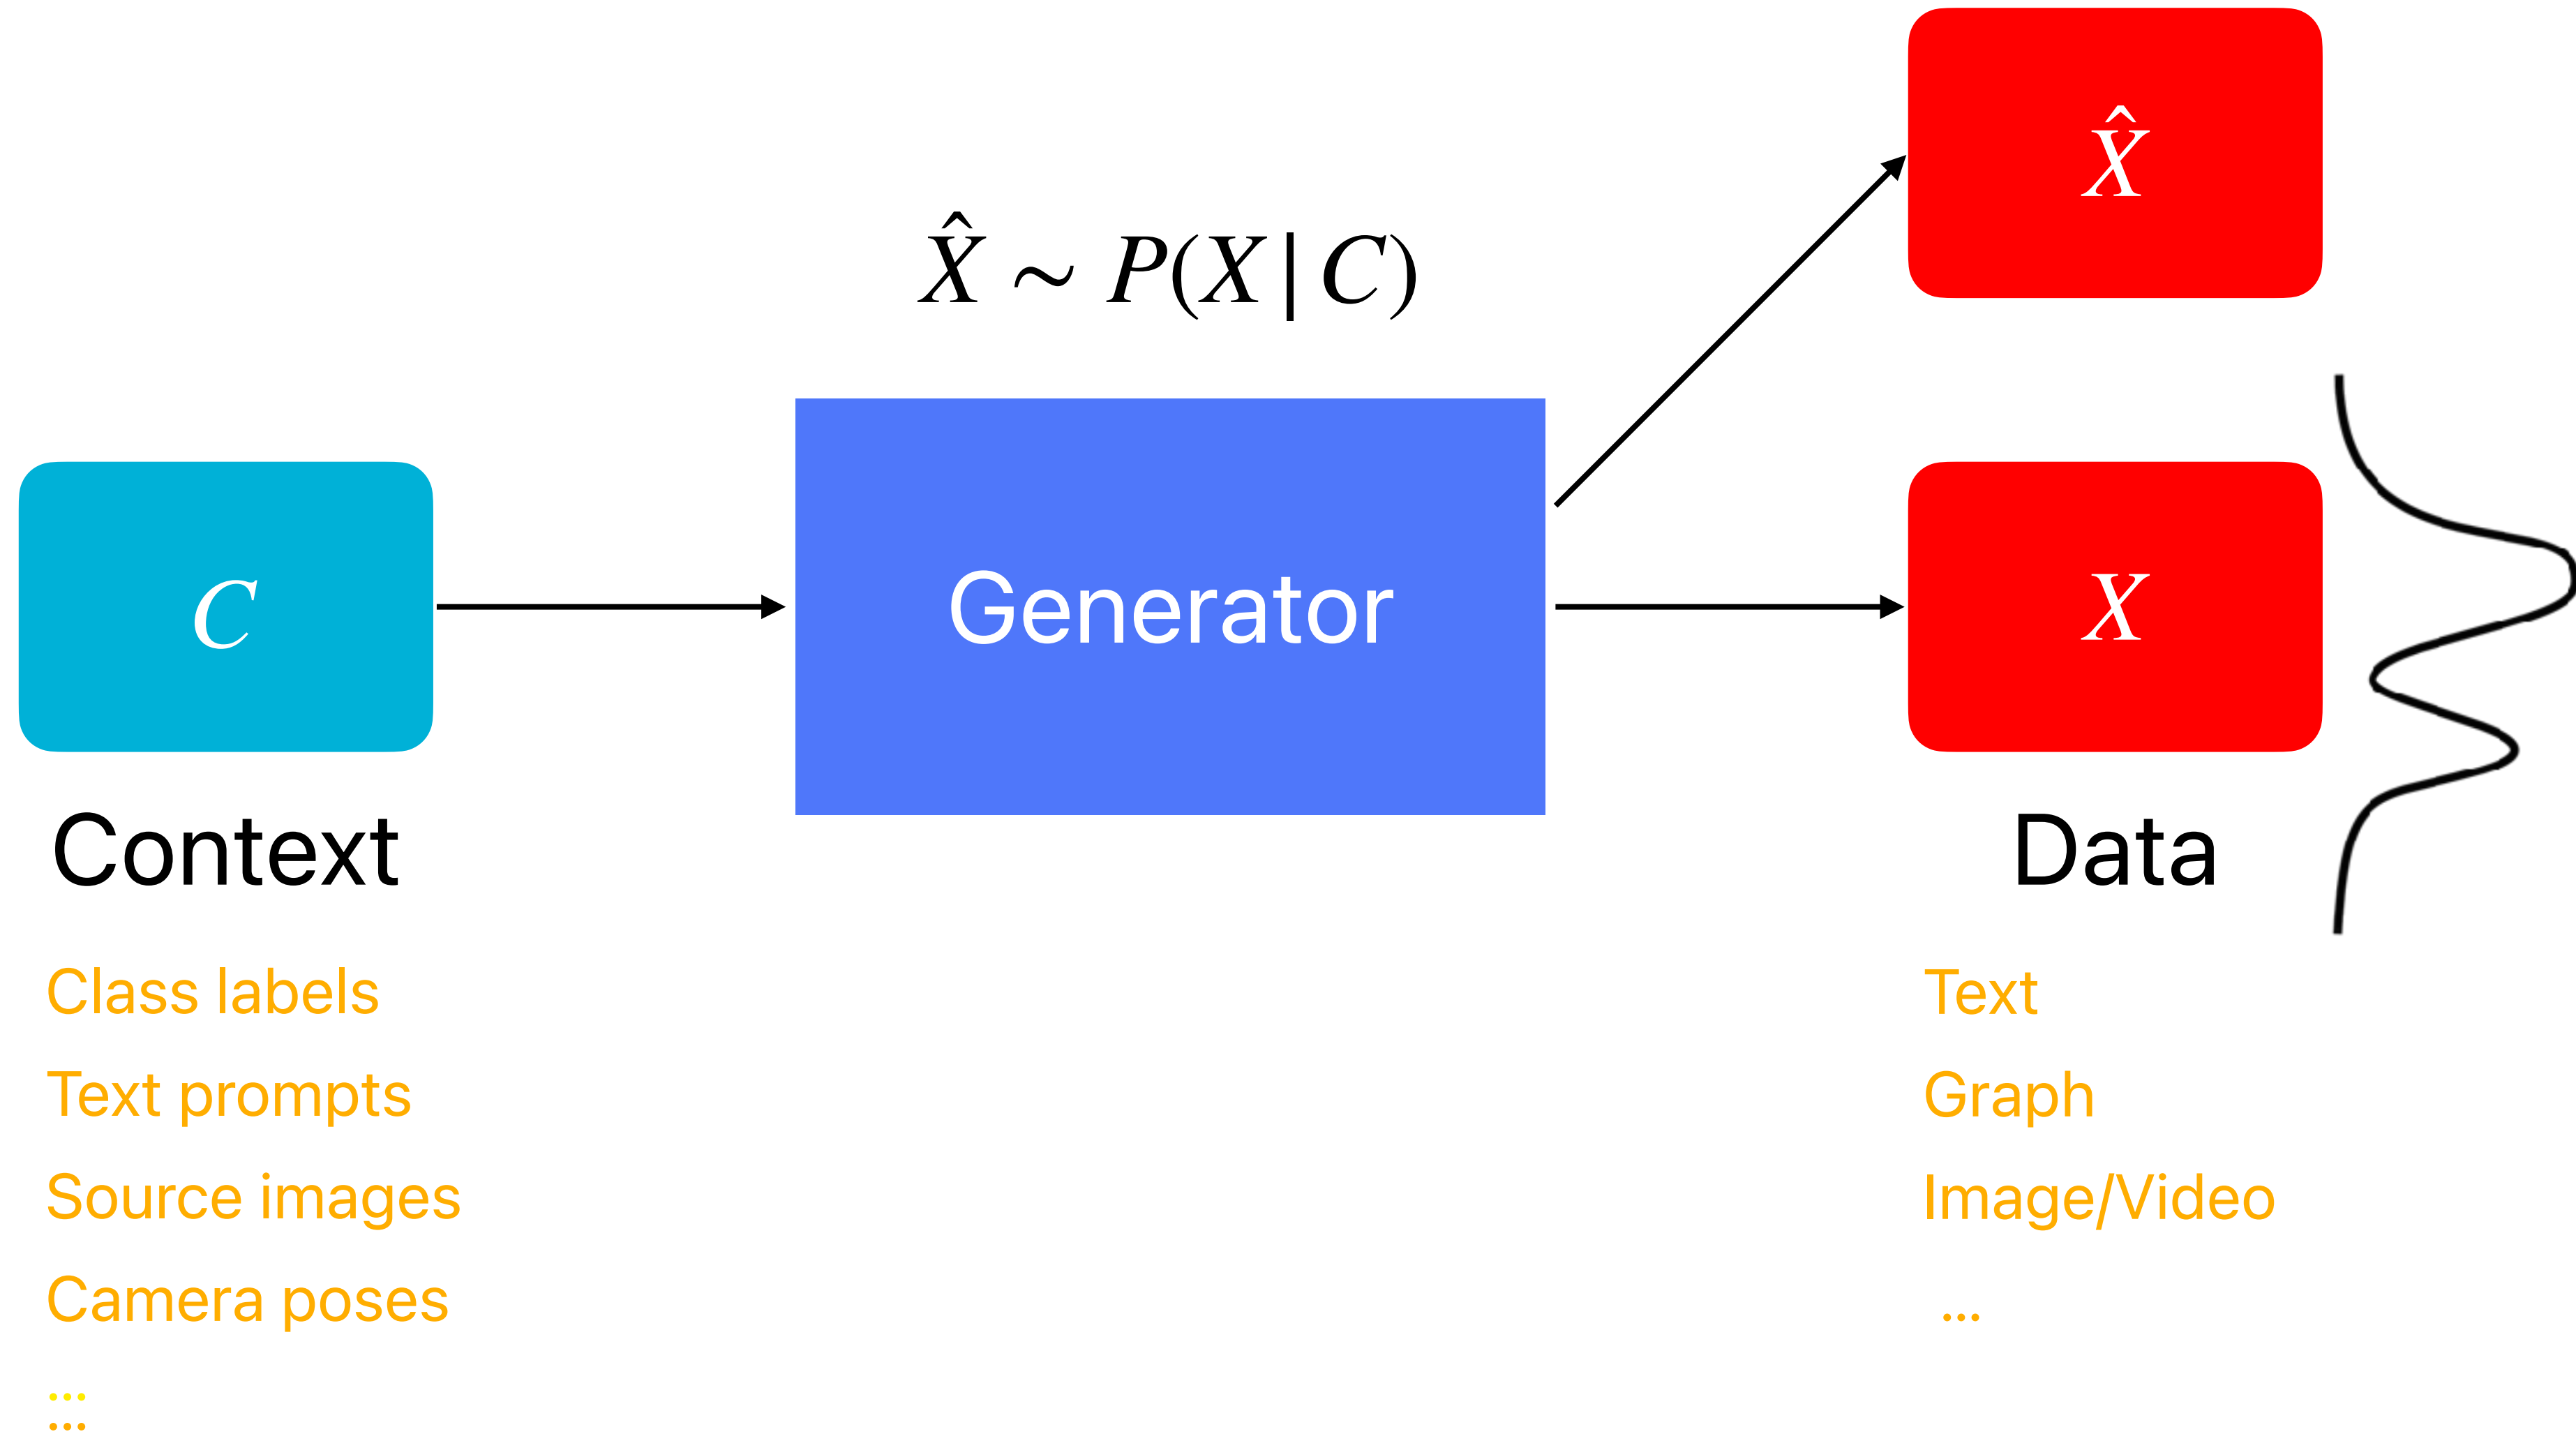 X̂
X̂ ~ P(X|C)
C
Generator
X
Context
Data
Class labels
Text prompts
Source images
Camera poses
...
...
Text
Graph
Image/Video
...